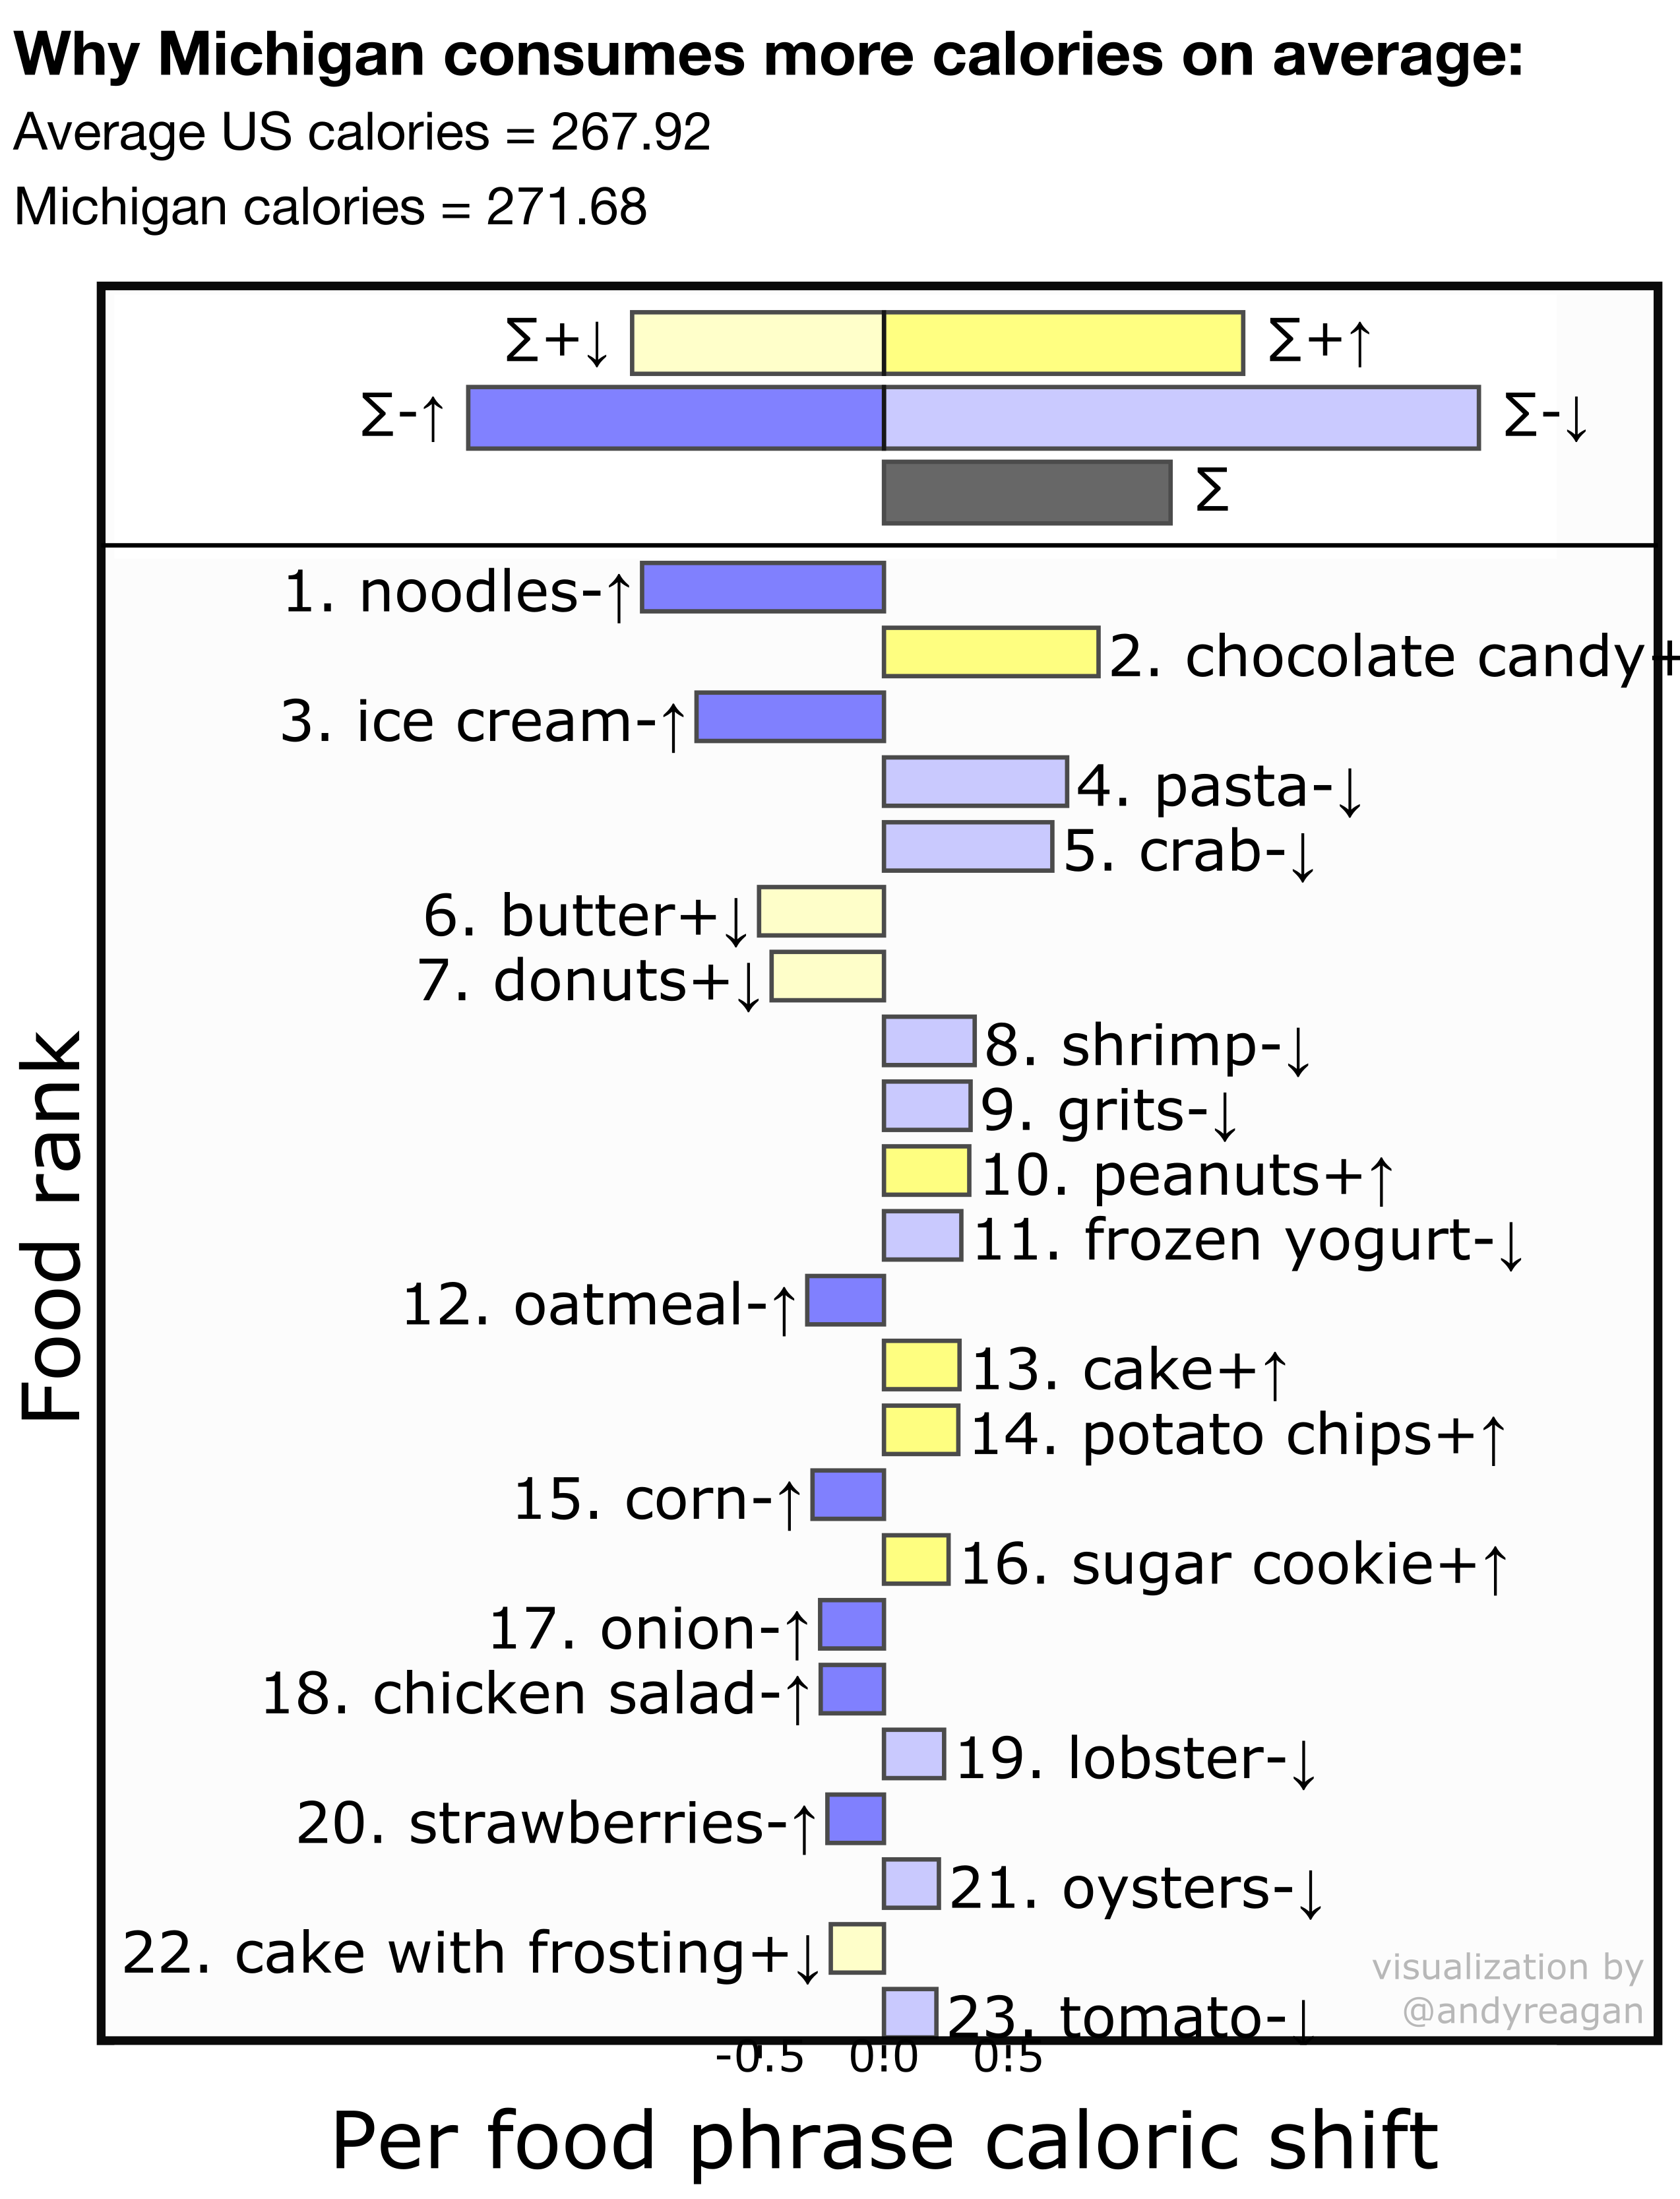 Why Michigan consumes more calories on average:
Average US calories = 267.92
Michigan calories = 271.68
Σ+↓
Σ+↑
Σ-↑
Σ-↓
Σ
1. noodles-↑
2. chocolate candy+
3. ice cream-↑
4. pasta-↓
5. crab-↓
6. butter+↓
7. donuts+↓
8. shrimp-↓
9. grits-↓
10. peanuts+↑
11. frozen yogurt-↓
12. oatmeal-↑
13. cake+↑
14. potato chips+↑
15. corn-↑
16. sugar cookie+↑
17. onion-↑
18. chicken salad-↑
19. lobster-↓
20. strawberries-↑
21. oysters-↓
22. cake with frosting+↓
23. tomato-↓
visualization by
@andyreagan
Food rank
-0.5 0.0 0.5
Per food phrase caloric shift